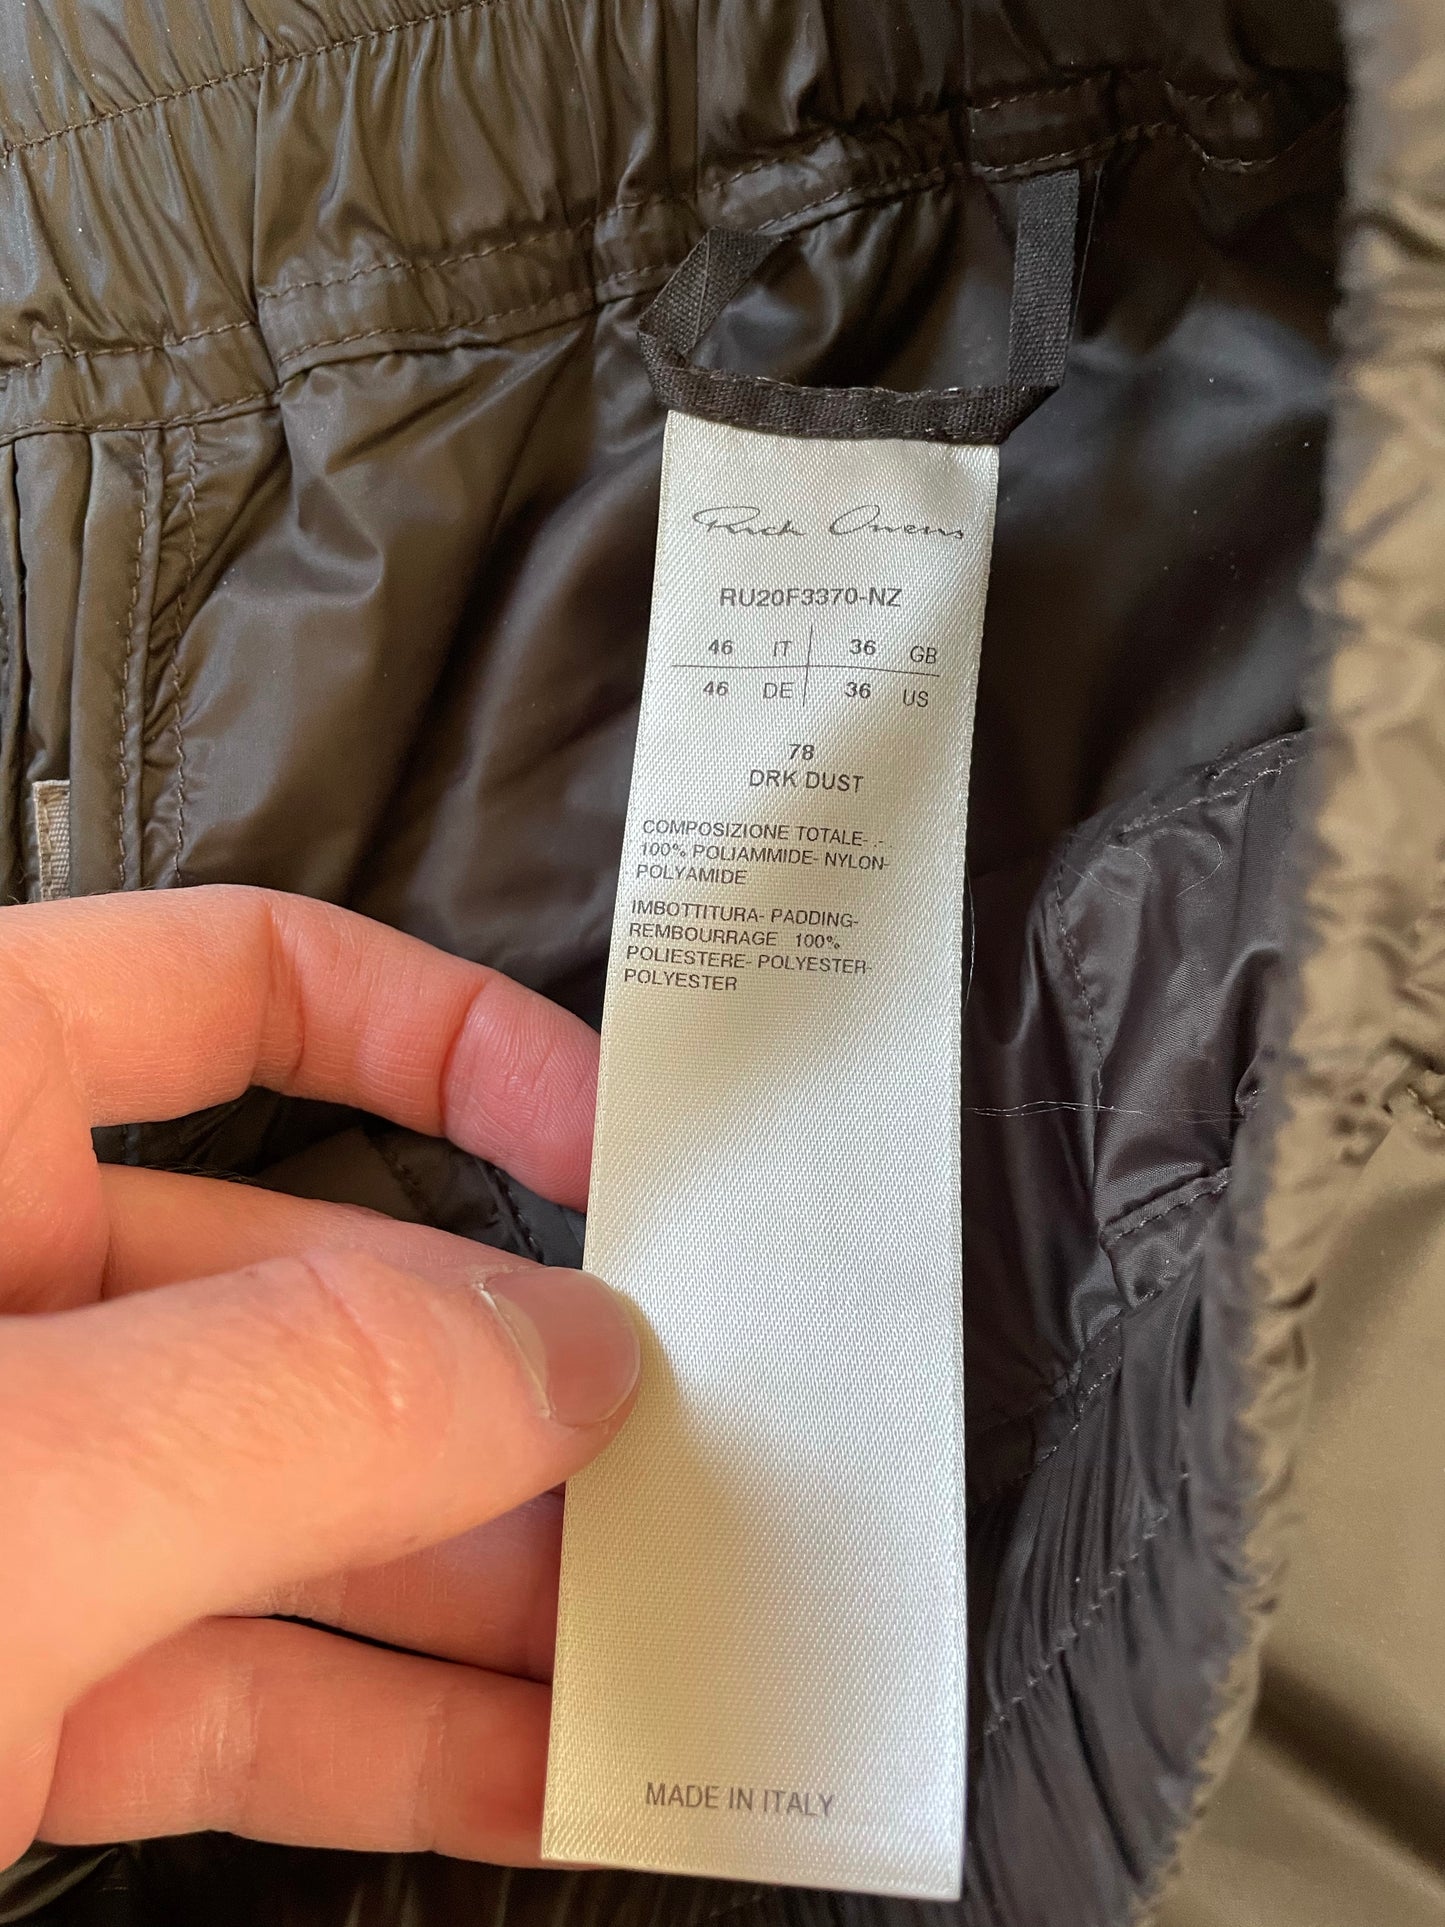 Rick Owens
RU20F3370-NZ
46 IT 36 GB
46 DE 36 US
78
DRK DUST
COMPOSIZIONE TOTALE- .- .
100% POLIAMMIDE- NYLON-
POLYAMIDE
IMBOTTITURA- PADDING-
REMBOURRAGE 100%
POLIESTERE- POLYESTER-
POLYESTER
MADE IN ITALY